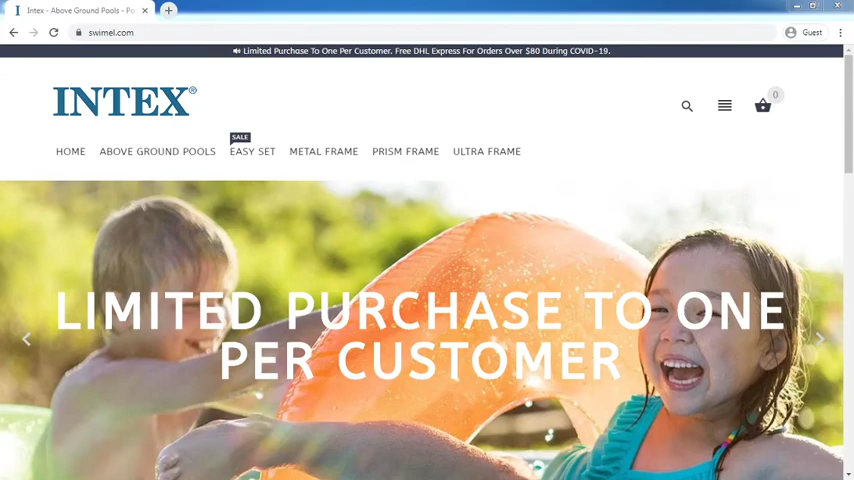 Intex - Above Ground Pools - Po
swimel.com
Guest
Limited Purchase To One Per Customer. Free DHL Express For Orders Over $80 During COVID-19.
INTEX®
0
SALE
HOME ABOVE GROUND POOLS EASY SET METAL FRAME PRISM FRAME ULTRA FRAME
LIMITED PURCHASE TO ONE
PER CUSTOMER